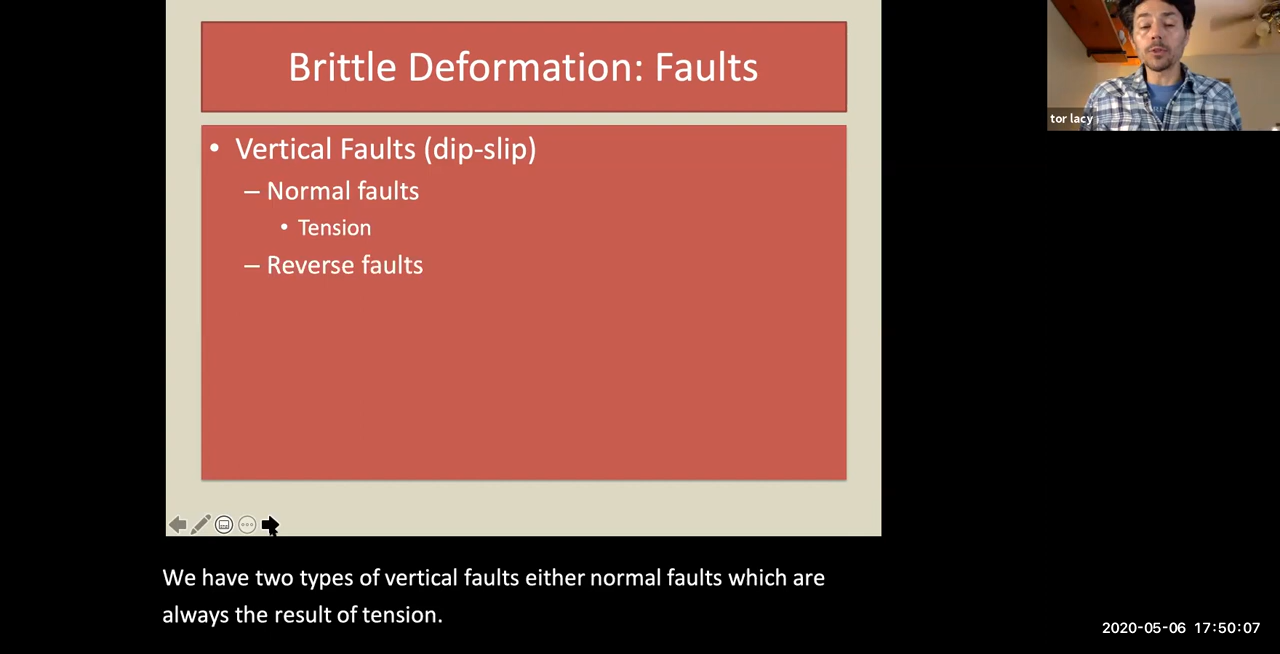 Brittle Deformation: Faults
• Vertical Faults (dip-slip)
– Normal faults
• Tension
– Reverse faults
We have two types of vertical faults either normal faults which are
always the result of tension.
tor lacy
2020-05-06 17:50:07